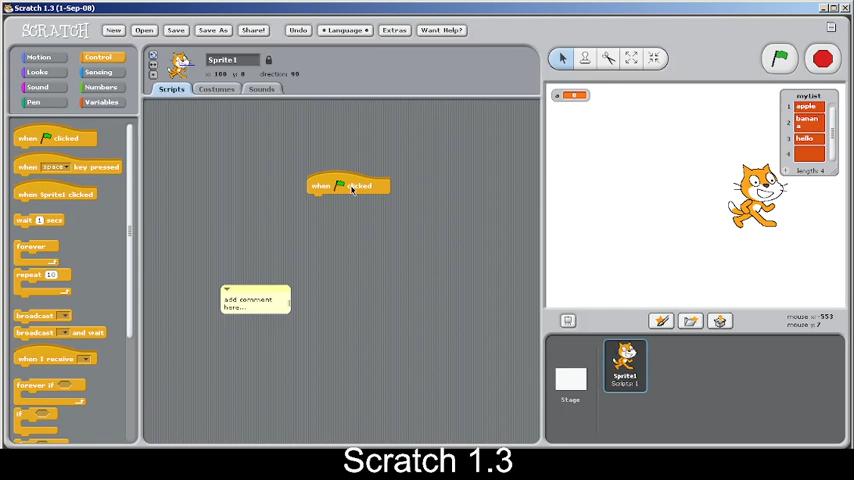 Scratch 1.3 (1-Sep-08)
SCRATCH New Open Save Save As Share! Undo Language Extras Want Help?
Motion Control
Looks Sensing
Sound Numbers
Pen Variables
Sprite1
x: 100 y: 0 direction: 90
Scripts Costumes Sounds
when clicked
when space key pressed
when Sprite1 clicked
wait 1 secs
forever
repeat 10
broadcast
broadcast and wait
when I receive
forever if
if
when clicked
add comment
here...
a 0
myList
1 apple
2 banan
a
3 hello
4
length: 4
mouse x: -553
mouse y: 7
Stage
Sprite1
Scripts: 1
Scratch 1.3